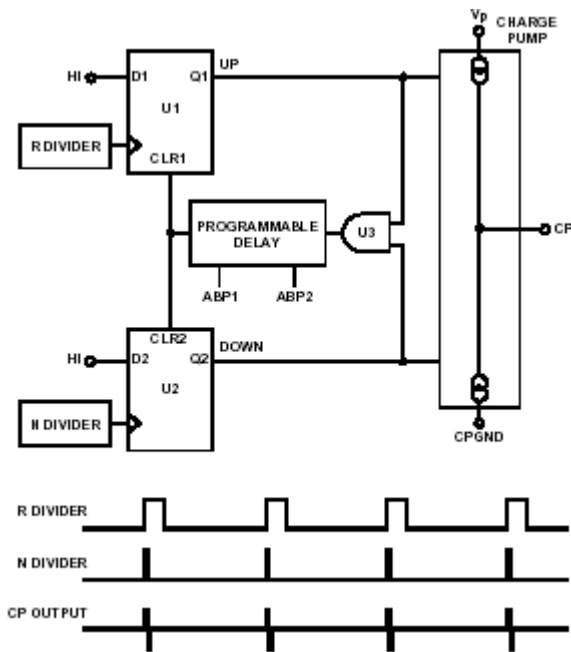 Vp
CHARGE
PUMP
HI
D1
Q1
UP
U1
R DIVIDER
CLR1
PROGRAMMABLE
DELAY
U3
CP
ABP1
ABP2
CLR2
DOWN
HI
D2
Q2
U2
N DIVIDER
CPGND
R DIVIDER
N DIVIDER
CP OUTPUT